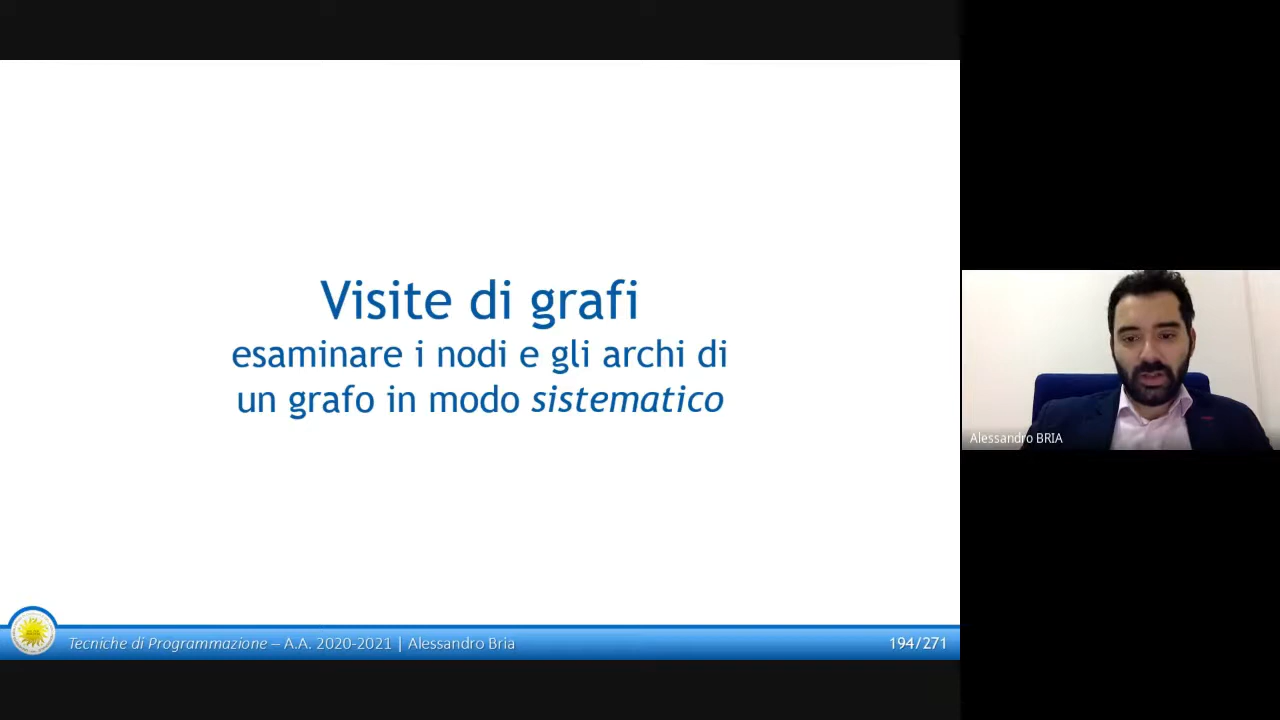 Visite di grafi
esaminare i nodi e gli archi di
un grafo in modo sistematico
Alessandro BRIA
Tecniche di Programmazione – A.A. 2020-2021 | Alessandro Bria
194/271